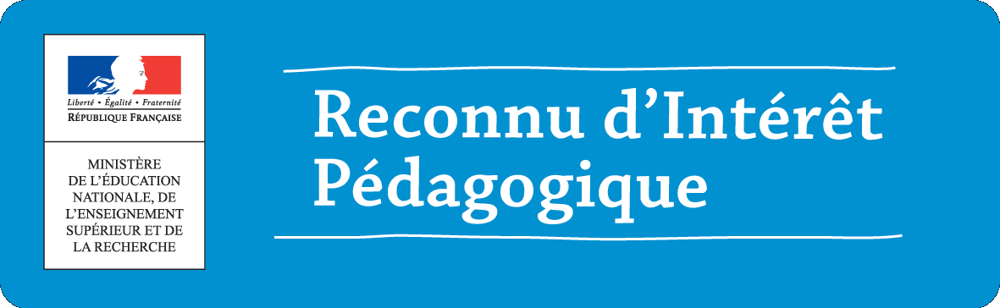 Liberté • Égalité • Fraternité
RÉPUBLIQUE FRANÇAISE
MINISTÈRE
DE L'ÉDUCATION
NATIONALE, DE
L'ENSEIGNEMENT
SUPÉRIEUR ET DE
LA RECHERCHE
Reconnu d'Intérêt
Pédagogique